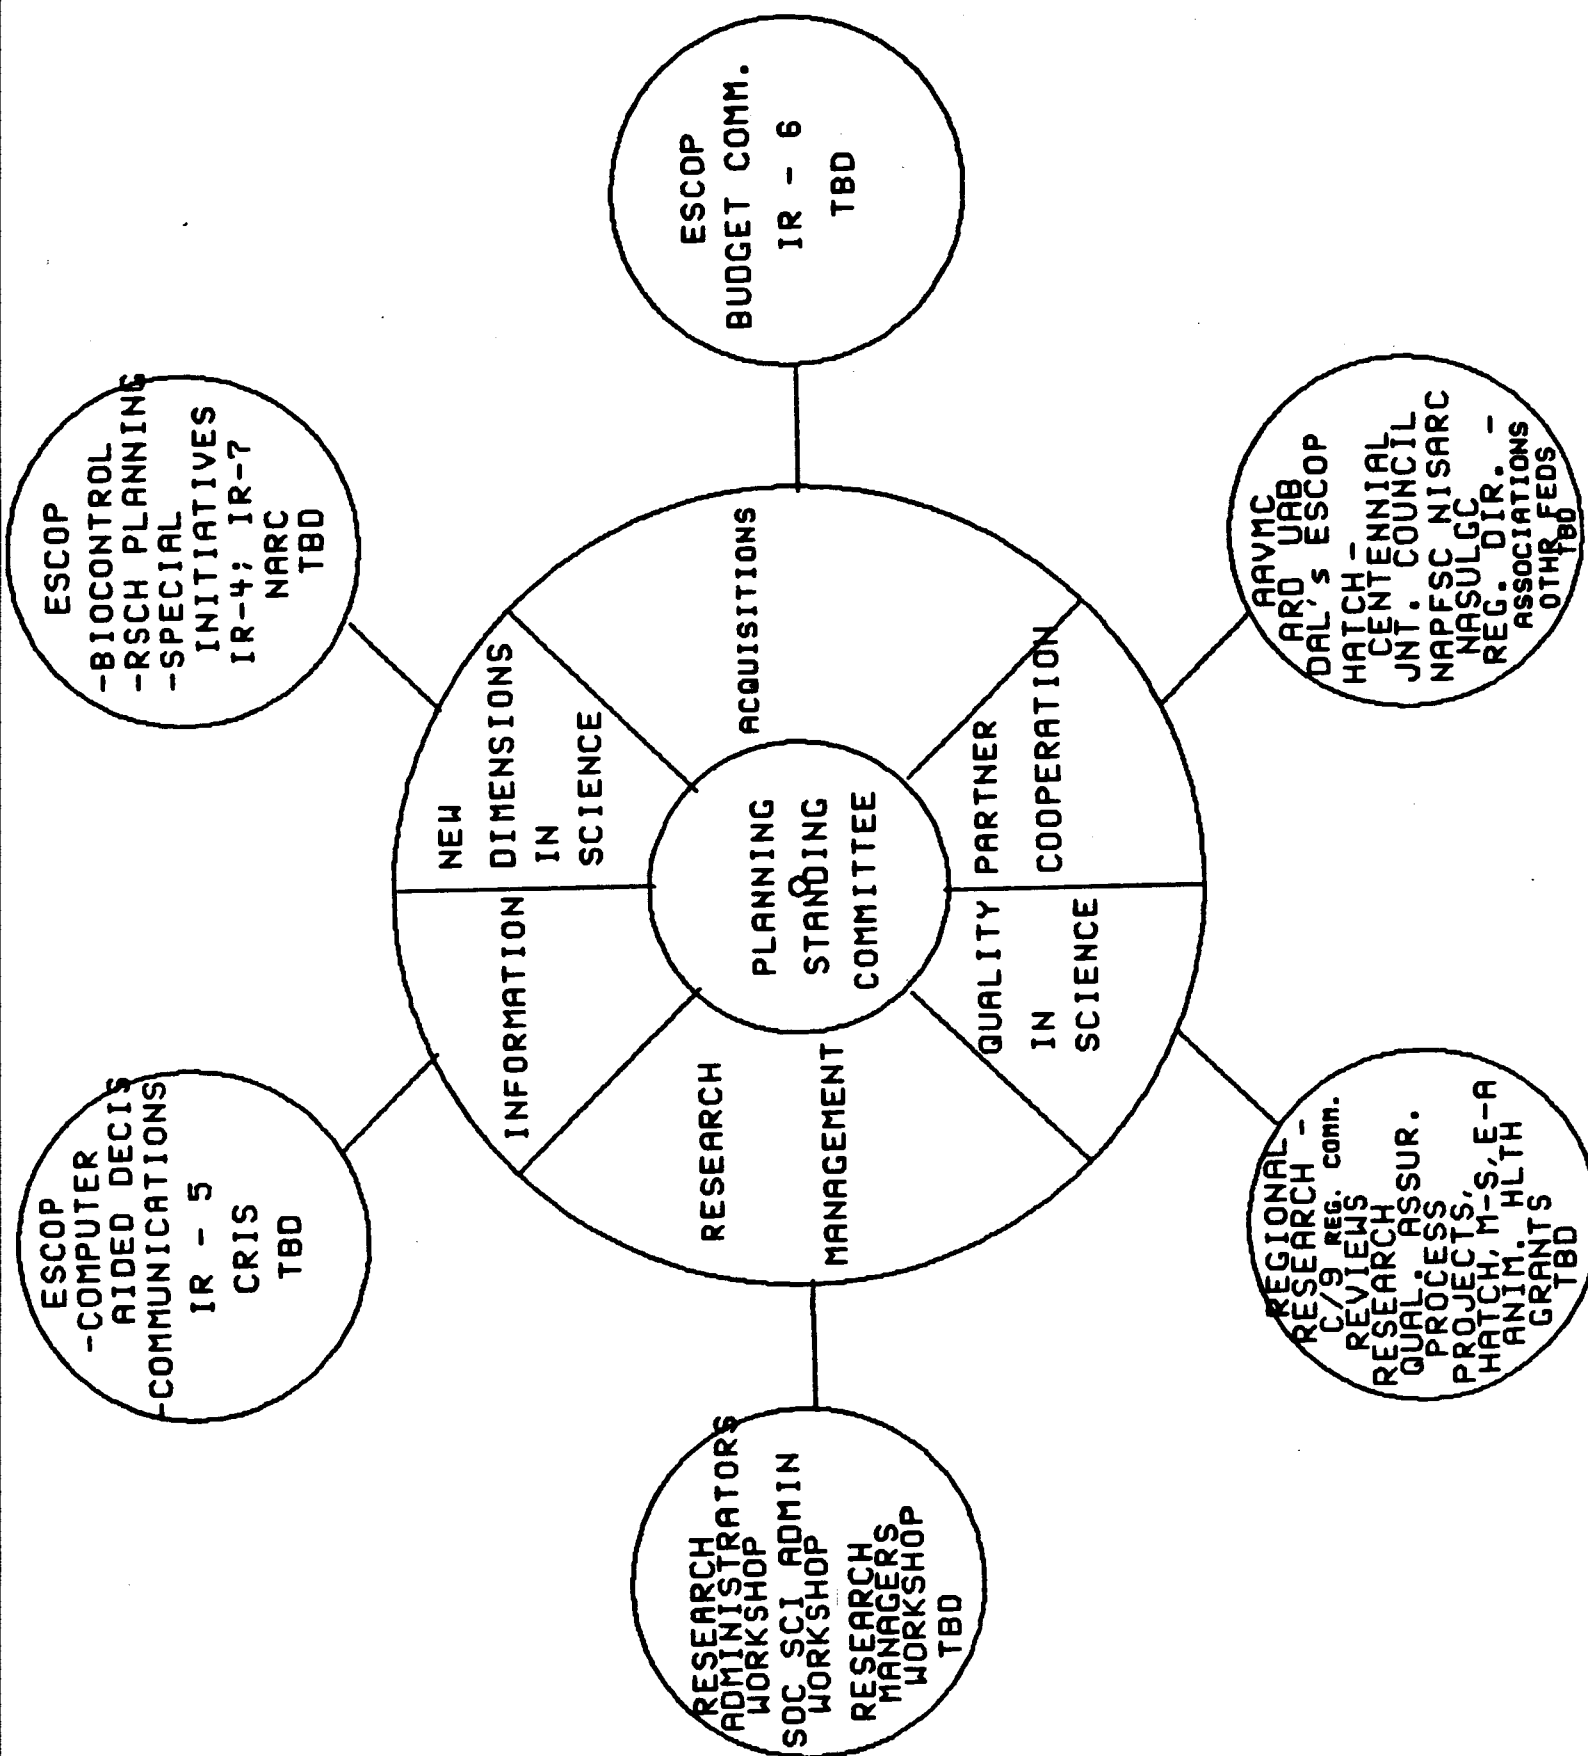 PLANNING
STANDING
COMMITTEE
INFORMATION
NEW
DIMENSIONS
IN
SCIENCE
ACQUISITIONS
PARTNER
COOPERATION
QUALITY
IN
SCIENCE
RESEARCH
MANAGEMENT
ESCOP
-COMPUTER
AIDED DECIS
-COMMUNICATIONS
IR - 5
CRIS
TBD
ESCOP
-BIOCONTROL
-RSCH PLANNING
-SPECIAL
INITIATIVES
IR-4; IR-7
NARC
TBD
ESCOP
BUDGET COMM.
IR - 6
TBD
AAVMC
ARD UAB
DAL's ESCOP
HATCH -
CENTENNIAL
JNT. COUNCIL
NAPFSC NISARC
NASULGC
REG. DIR. -
ASSOCIATIONS
OTHR FEDS
TBD
REGIONAL -
RESEARCH -
C/9 REG. COMM.
REVIEWS
RESEARCH
QUAL. ASSUR.
PROCESS
PROJECTS,
HATCH, M-S, E-A
ANIM. HLTH
GRANTS
TBD
RESEARCH
ADMINISTRATORS
WORKSHOP
SOC SCI ADMIN
WORKSHOP
RESEARCH
MANAGERS
WORKSHOP
TBD